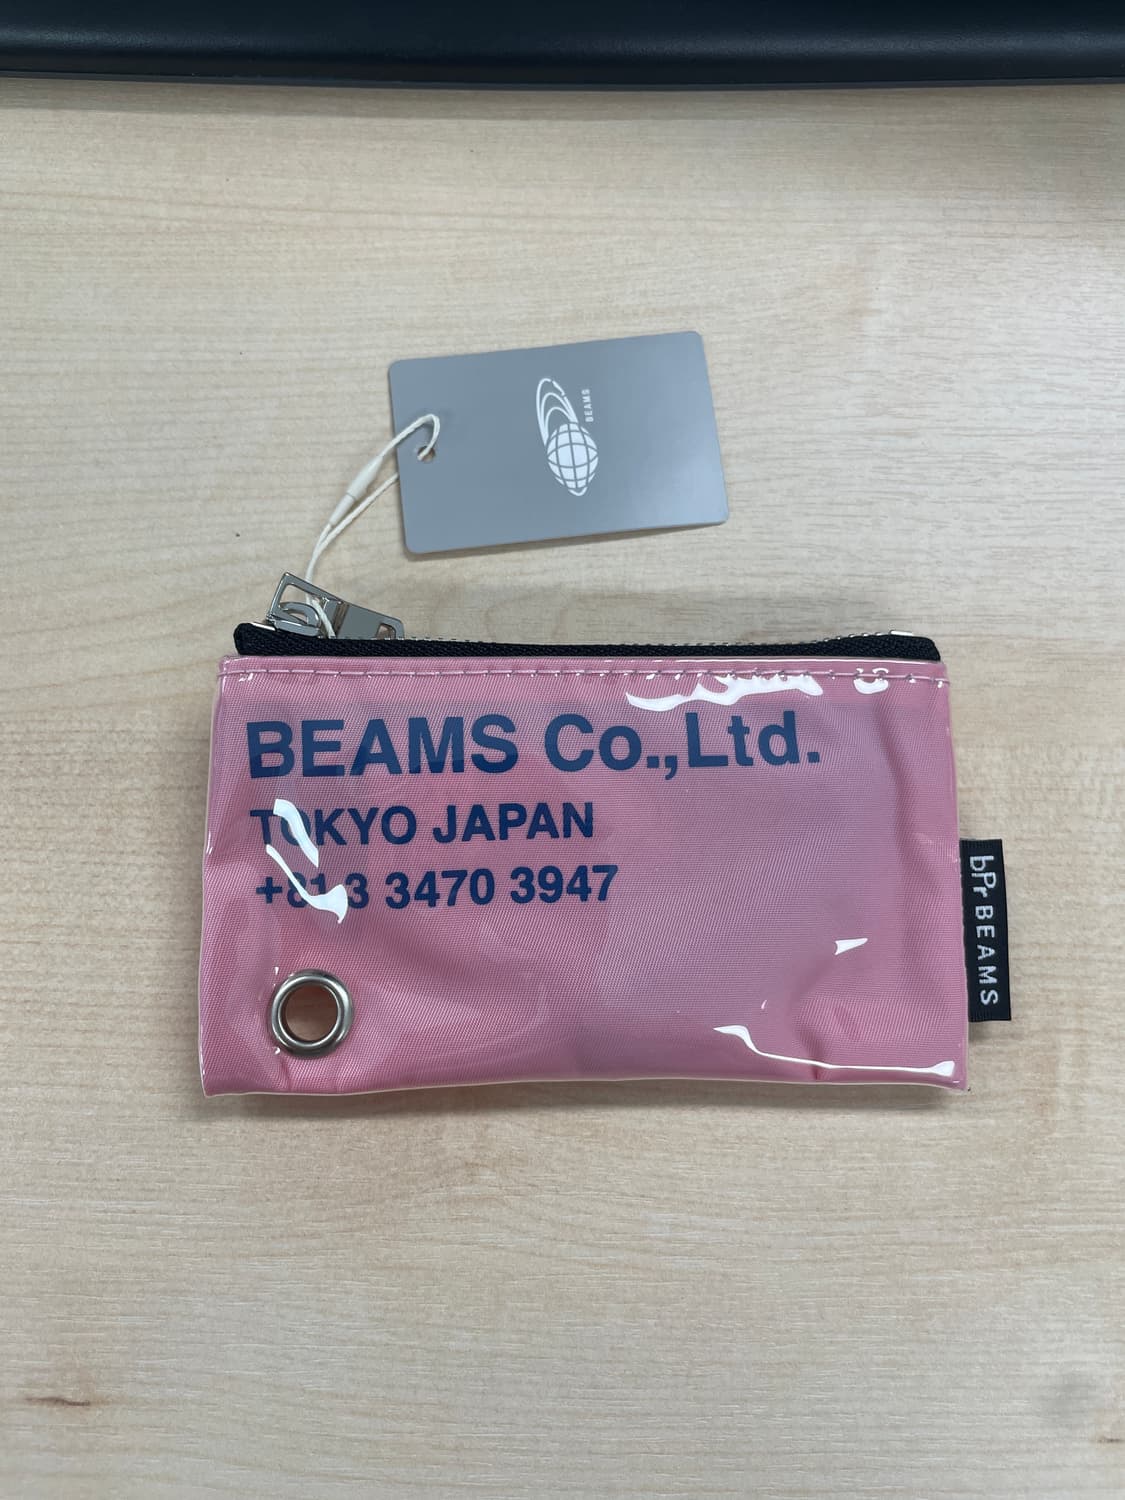 BEAMS
BEAMS Co.,Ltd.
TOKYO JAPAN
+81 3 3470 3947
bPr BEAMS